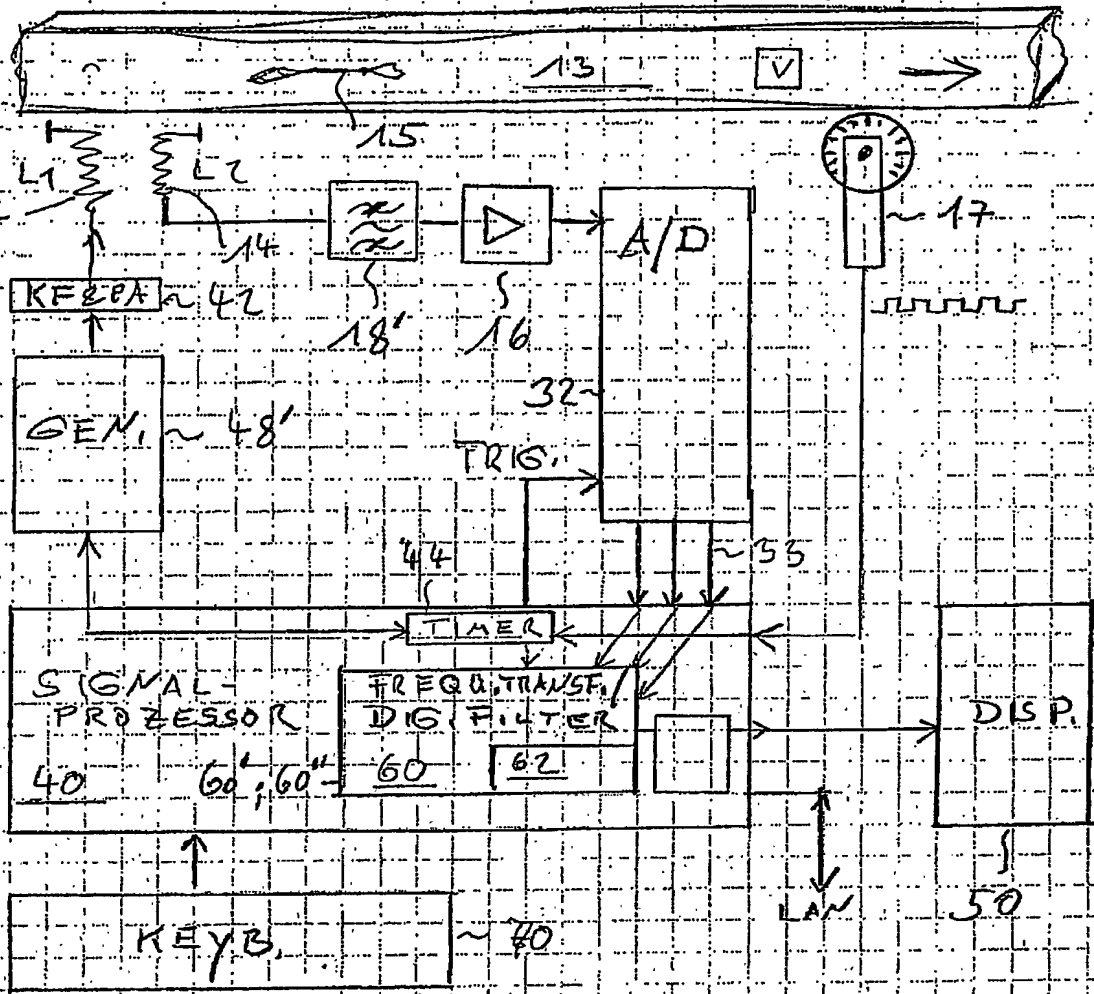 13
V
15
L1
L2
14
17
KF&PA
42
18'
16
A/D
32
GEN.
48'
TRIG.
44
33
TIMER
SIGNAL-
PROZESSOR
40
FREQU.TRANSF./
DIG.FILTER
60
62
60'; 60"
DISP.
50
LAN
KEYB.
70